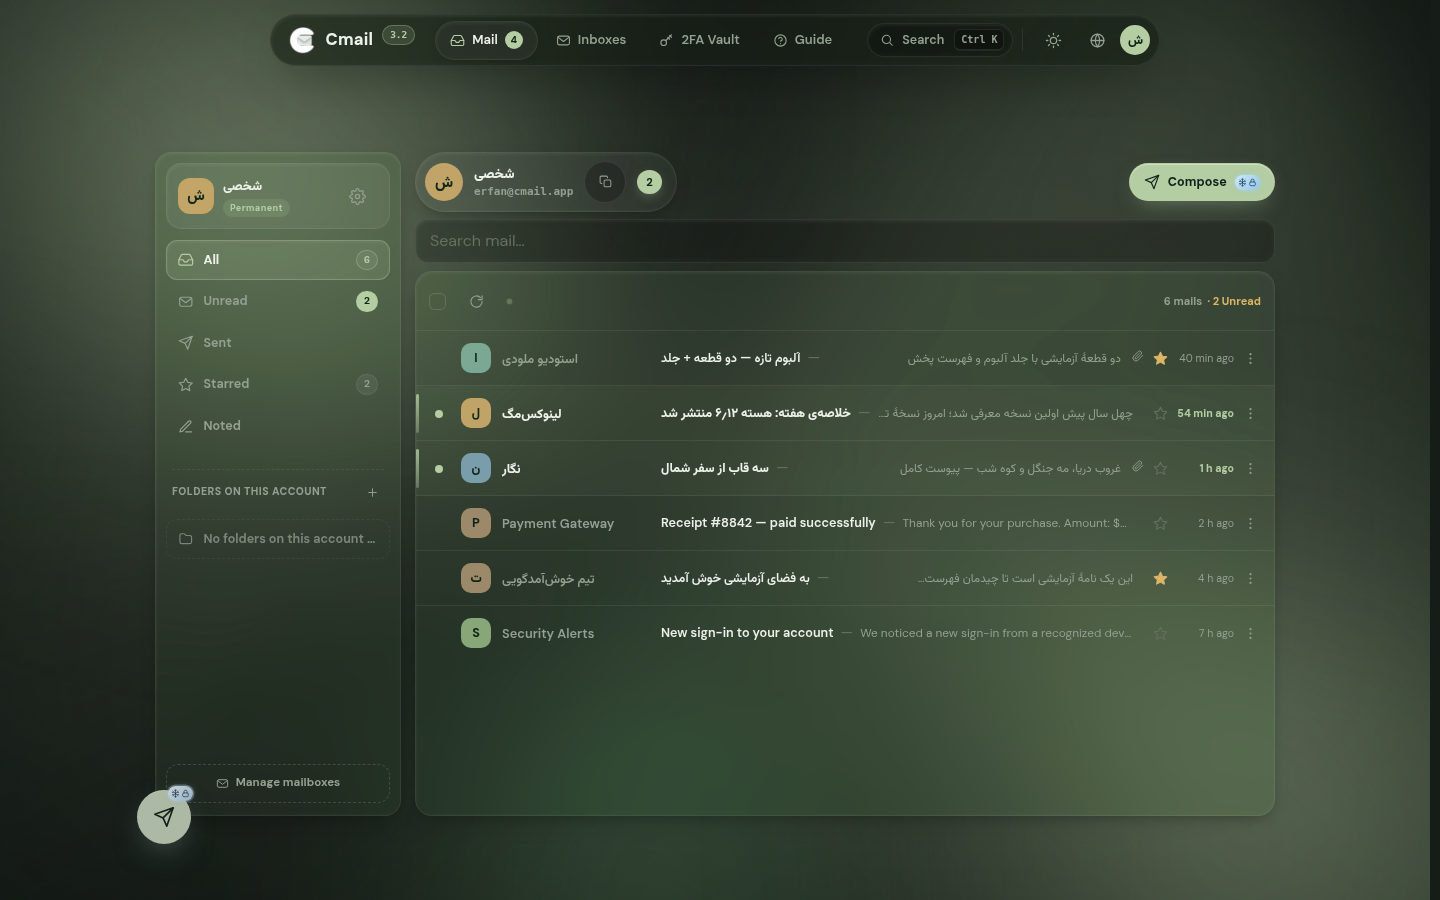 Cmail 3.2 Mail 4 Inboxes 2FA Vault Guide Search Ctrl K ش
ش شخصی
Permanent
All 6
Unread 2
Sent
Starred 2
Noted
FOLDERS ON THIS ACCOUNT +
No folders on this account ...
Manage mailboxes
ش شخصی 2
erfan@cmail.app
Compose
Search mail...
6 mails · 2 Unread
ا استودیو ملودی آلبوم تازه — دو قطعه + جلد — دو قطعهٔ آزمایشی با جلد آلبوم و فهرست پخش 40 min ago
ل لینوکس‌مگ خلاصه‌ی هفته: هسته ۶٫۱۲ منتشر شد — چهل سال پیش اولین نسخه معرفی شد؛ امروز نسخهٔ تـ... 54 min ago
ن نگار سه قاب از سفر شمال — غروب دریا، مه جنگل و کوه شب — پیوست کامل 1 h ago
P Payment Gateway Receipt #8842 — paid successfully — Thank you for your purchase. Amount: $... 2 h ago
ت تیم خوش‌آمدگویی به فضای آزمایشی خوش آمدید — این یک نامهٔ آزمایشی است تا چیدمان فهرست... 4 h ago
S Security Alerts New sign-in to your account — We noticed a new sign-in from a recognized dev... 7 h ago